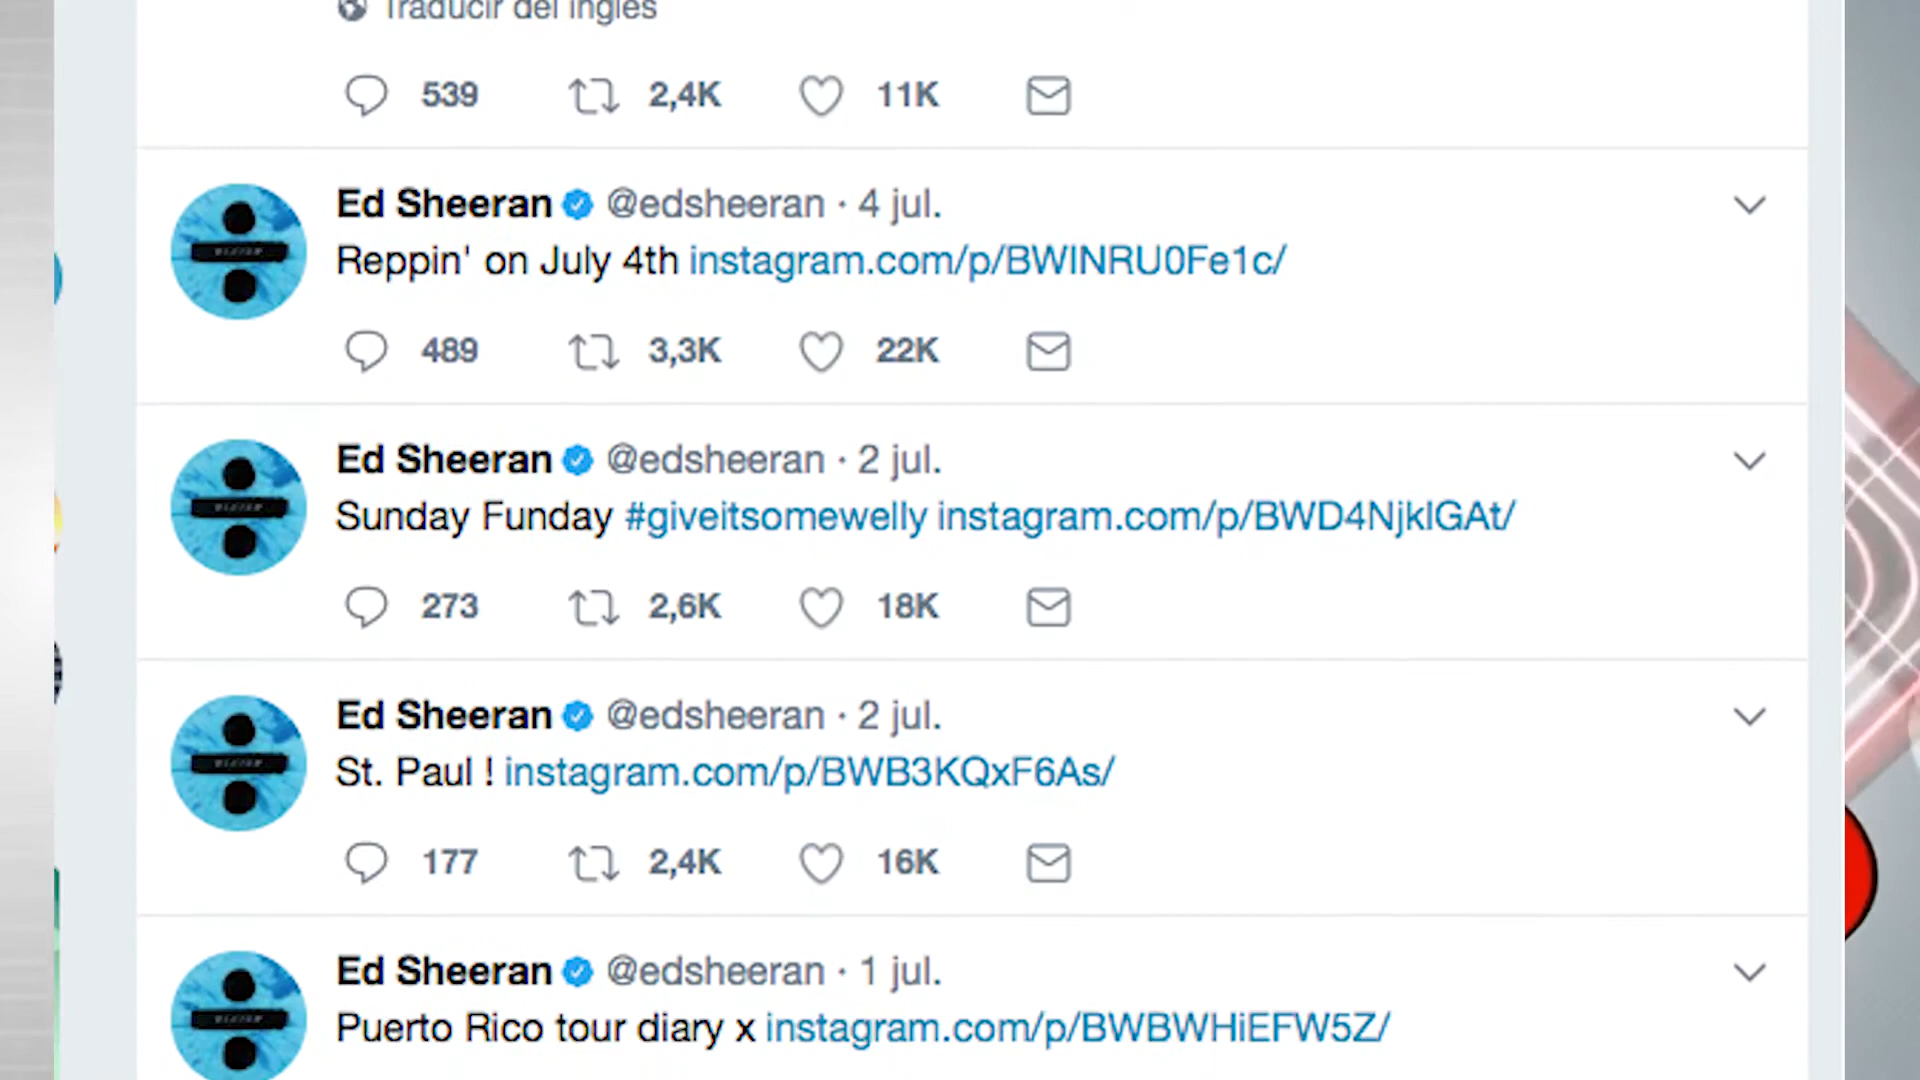 Traducir del inglés
539 2,4K 11K
Ed Sheeran @edsheeran · 4 jul.
Reppin' on July 4th instagram.com/p/BWINRU0Fe1c/
489 3,3K 22K
Ed Sheeran @edsheeran · 2 jul.
Sunday Funday #giveitsomewelly instagram.com/p/BWD4NjklGAt/
273 2,6K 18K
Ed Sheeran @edsheeran · 2 jul.
St. Paul ! instagram.com/p/BWB3KQxF6As/
177 2,4K 16K
Ed Sheeran @edsheeran · 1 jul.
Puerto Rico tour diary x instagram.com/p/BWBWHiEFW5Z/